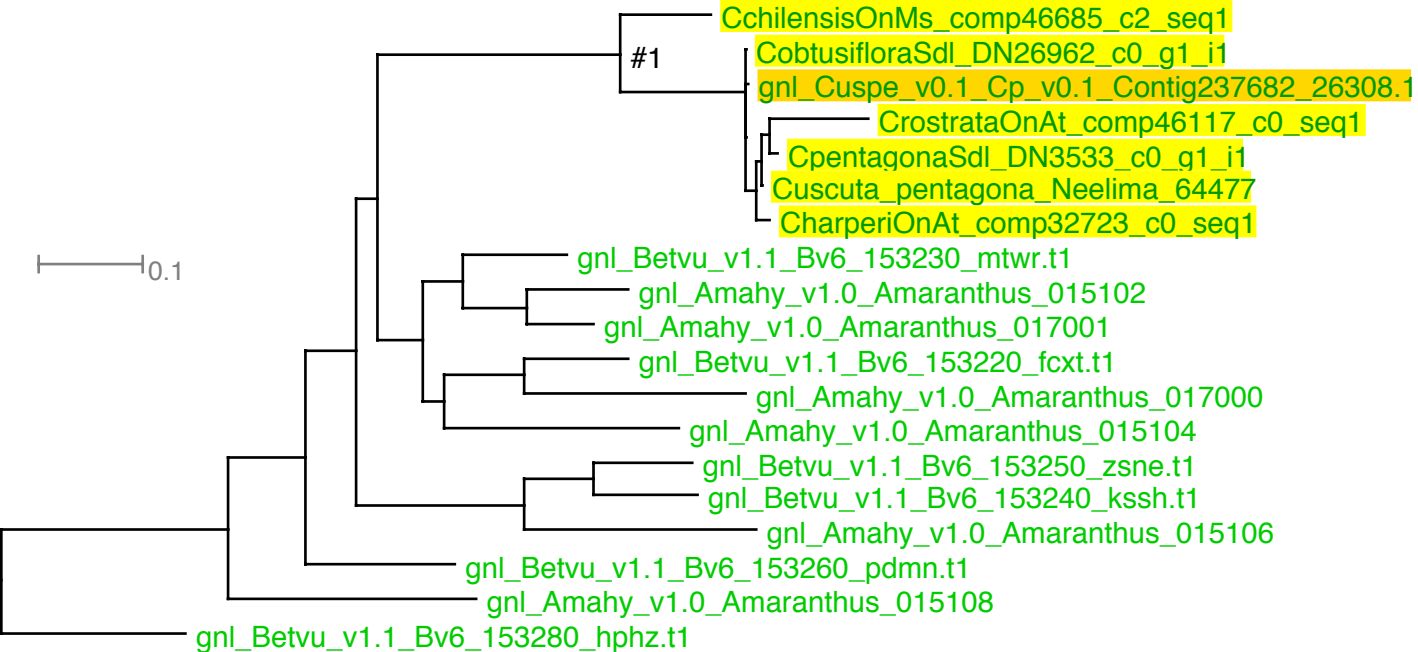 CchilensisOnMs_comp46685_c2_seq1
#1
CobtusifloraSdl_DN26962_c0_g1_i1
gnl_Cuspe_v0.1_Cp_v0.1_Contig237682_26308.1
CrostrataOnAt_comp46117_c0_seq1
CpentagonaSdl_DN3533_c0_g1_i1
Cuscuta_pentagona_Neelima_64477
CharperiOnAt_comp32723_c0_seq1
gnl_Betvu_v1.1_Bv6_153230_mtwr.t1
0.1
gnl_Amahy_v1.0_Amaranthus_015102
gnl_Amahy_v1.0_Amaranthus_017001
gnl_Betvu_v1.1_Bv6_153220_fcxt.t1
gnl_Amahy_v1.0_Amaranthus_017000
gnl_Amahy_v1.0_Amaranthus_015104
gnl_Betvu_v1.1_Bv6_153250_zsne.t1
gnl_Betvu_v1.1_Bv6_153240_kssh.t1
gnl_Amahy_v1.0_Amaranthus_015106
gnl_Betvu_v1.1_Bv6_153260_pdmn.t1
gnl_Amahy_v1.0_Amaranthus_015108
gnl_Betvu_v1.1_Bv6_153280_hphz.t1